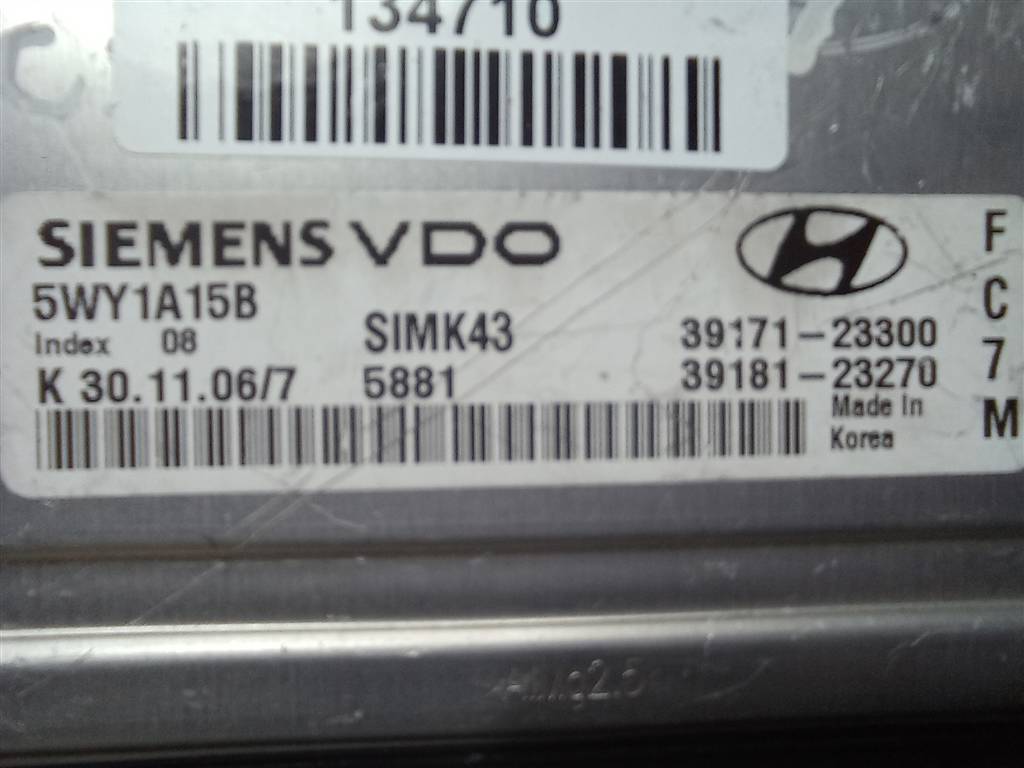 134710
SIEMENS VDO
5WY1A15B
Index 08
SIMK43
39171-23300
K 30.11.06/7
5881
39181-23270
Made In
Korea
F
C
7
M